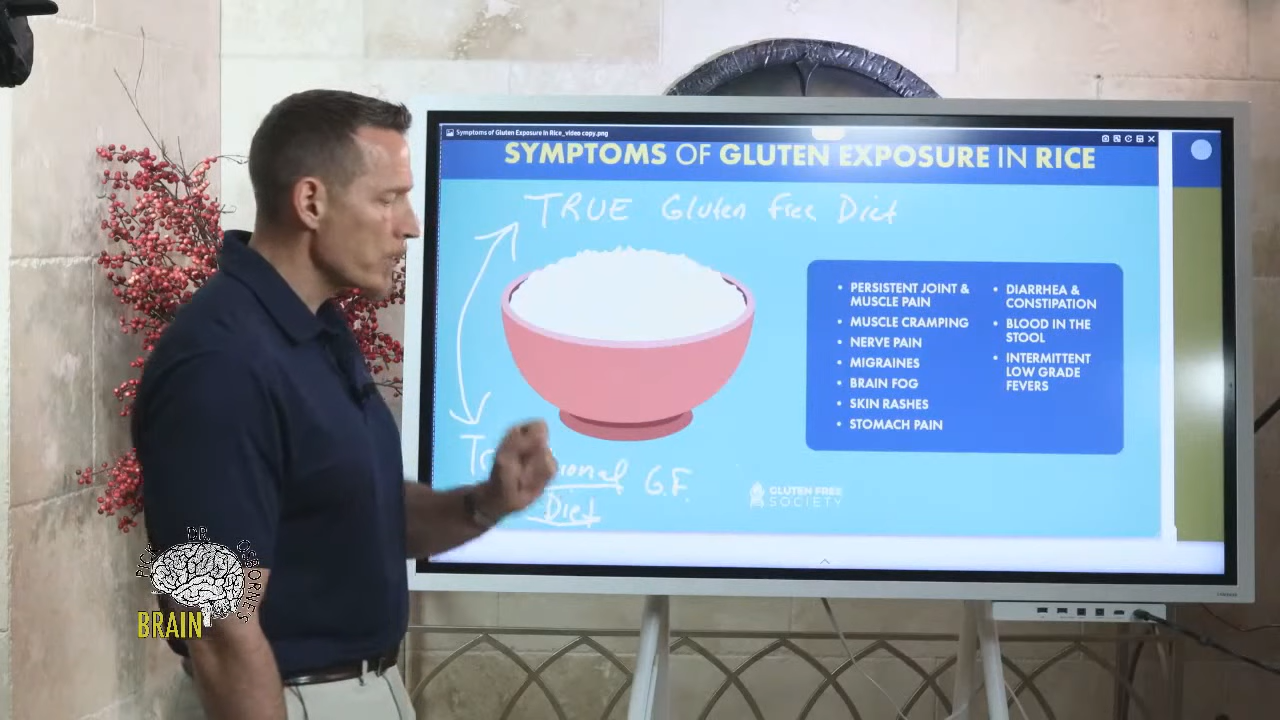 Symptoms of Gluten Exposure in Rice_video copy.png
SYMPTOMS OF GLUTEN EXPOSURE IN RICE
TRUE Gluten Free Diet
• PERSISTENT JOINT &
MUSCLE PAIN
• MUSCLE CRAMPING
• NERVE PAIN
• MIGRAINES
• BRAIN FOG
• SKIN RASHES
• STOMACH PAIN
• DIARRHEA &
CONSTIPATION
• BLOOD IN THE
STOOL
• INTERMITTENT
LOW GRADE
FEVERS
G.F.
Diet
GLUTEN FREE
SOCIETY
PICK DR. OSBORNE'S
BRAIN